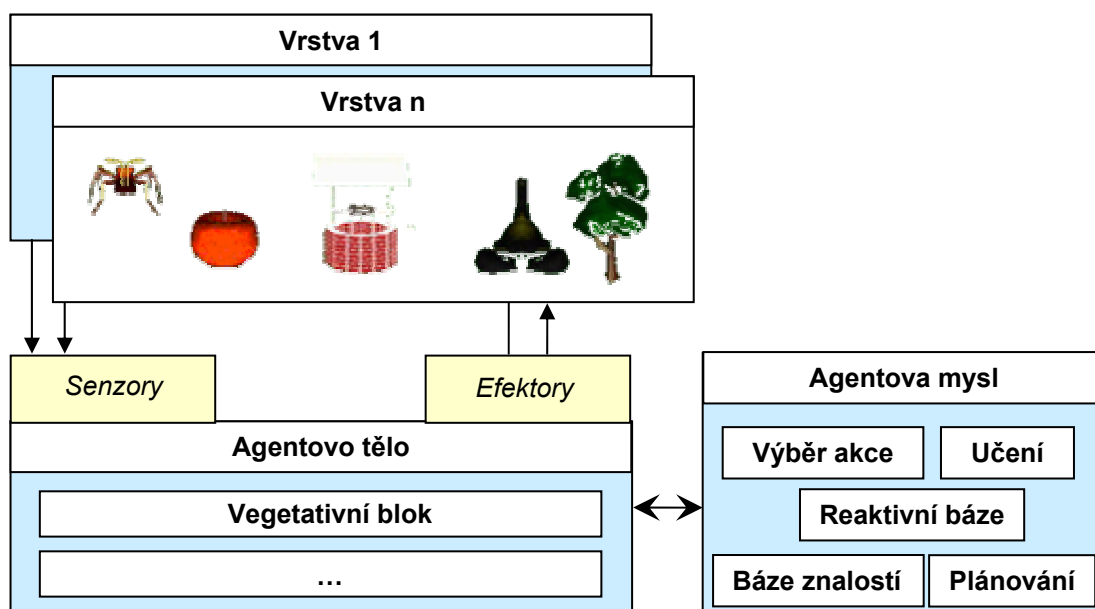 Vrstva 1
Vrstva n
Senzory
Efektory
Agentovo tělo
Vegetativní blok
...
Agentova mysl
Výběr akce
Učení
Reaktivní báze
Báze znalostí
Plánování